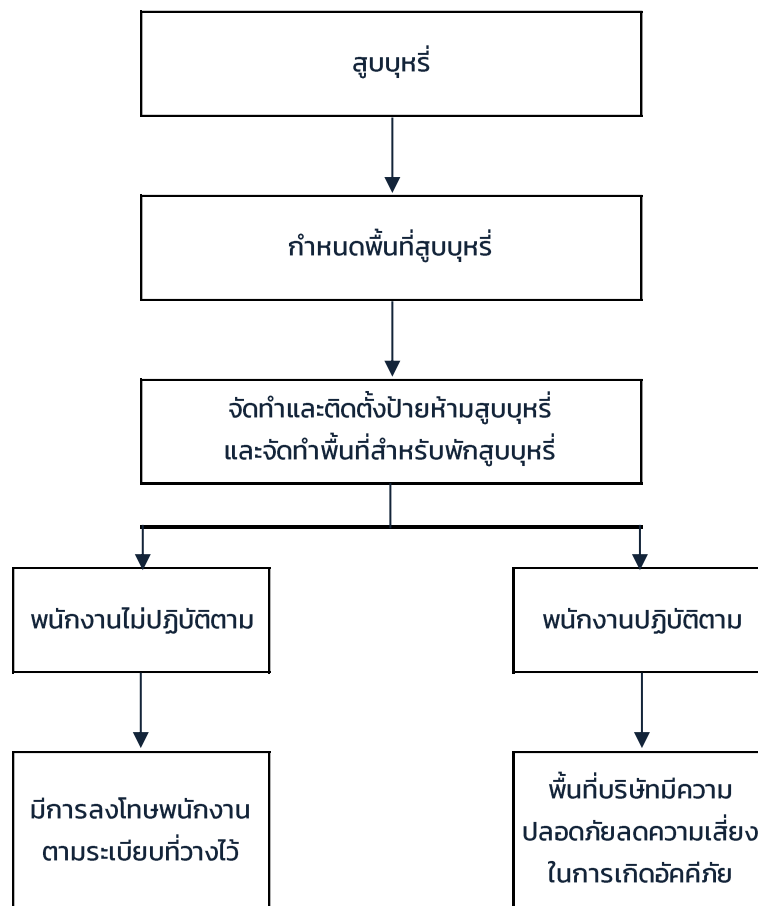 สูบบุหรี่
กำหนดพื้นที่สูบบุหรี่
จัดทำและติดตั้งป้ายห้ามสูบบุหรี่
และจัดทำพื้นที่สำหรับพักสูบบุหรี่
พนักงานไม่ปฏิบัติตาม
พนักงานปฏิบัติตาม
มีการลงโทษพนักงาน
ตามระเบียบที่วางไว้
พื้นที่บริษัทมีความ
ปลอดภัยลดความเสี่ยง
ในการเกิดอัคคีภัย